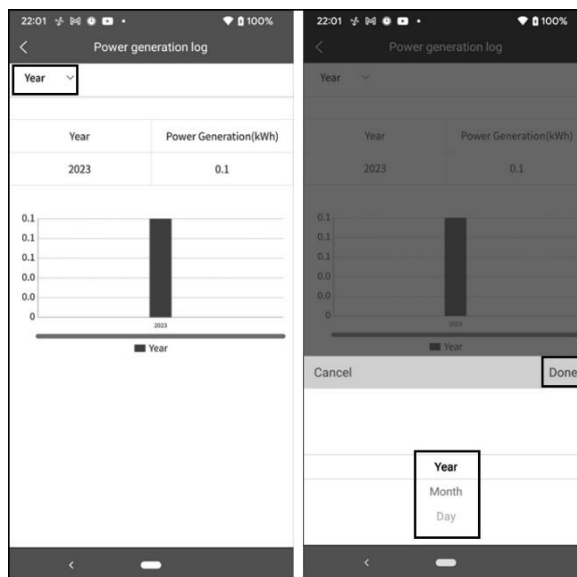 22:01 100%
Power generation log
Year
Year Power Generation(kWh)
2023 0.1
0.1
0.1
0.1
0.0
0.0
0
2023
Year
22:01 100%
Power generation log
Year
Year Power Generation(kWh)
2023 0.1
0.1
0.1
0.1
0.0
0.0
0
2023
Year
Cancel Done
Year
Month
Day